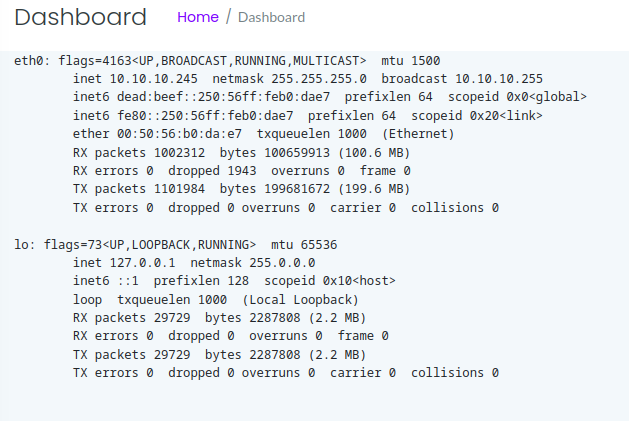 Dashboard Home / Dashboard
eth0: flags=4163<UP,BROADCAST,RUNNING,MULTICAST>  mtu 1500
        inet 10.10.10.245  netmask 255.255.255.0  broadcast 10.10.10.255
        inet6 dead:beef::250:56ff:feb0:dae7  prefixlen 64  scopeid 0x0<global>
        inet6 fe80::250:56ff:feb0:dae7  prefixlen 64  scopeid 0x20<link>
        ether 00:50:56:b0:da:e7  txqueuelen 1000  (Ethernet)
        RX packets 1002312  bytes 100659913 (100.6 MB)
        RX errors 0  dropped 1943  overruns 0  frame 0
        TX packets 1101984  bytes 199681672 (199.6 MB)
        TX errors 0  dropped 0 overruns 0  carrier 0  collisions 0
lo: flags=73<UP,LOOPBACK,RUNNING>  mtu 65536
        inet 127.0.0.1  netmask 255.0.0.0
        inet6 ::1  prefixlen 128  scopeid 0x10<host>
        loop  txqueuelen 1000  (Local Loopback)
        RX packets 29729  bytes 2287808 (2.2 MB)
        RX errors 0  dropped 0  overruns 0  frame 0
        TX packets 29729  bytes 2287808 (2.2 MB)
        TX errors 0  dropped 0 overruns 0  carrier 0  collisions 0